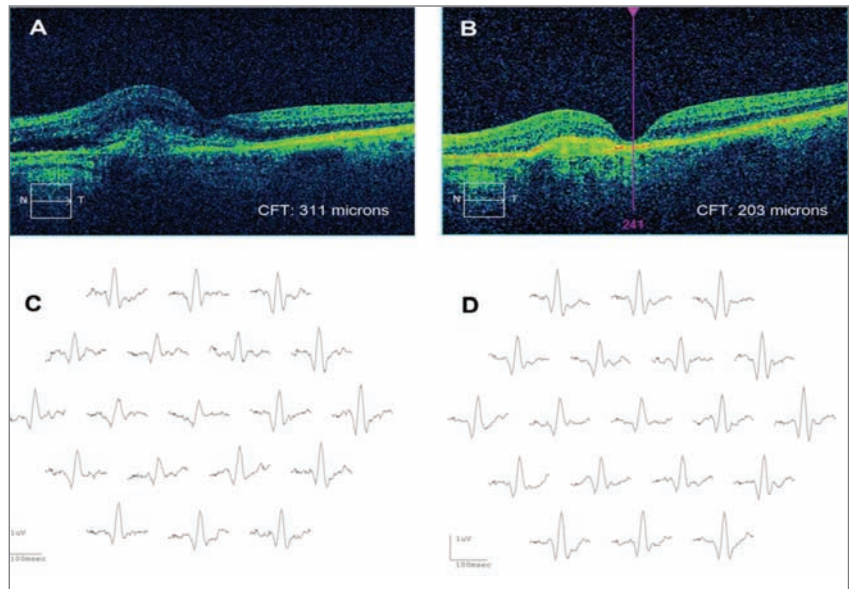 A
N T
CFT: 311 microns
B
N T
CFT: 203 microns
241
C
1uV
100msec
D
1uV
100msec